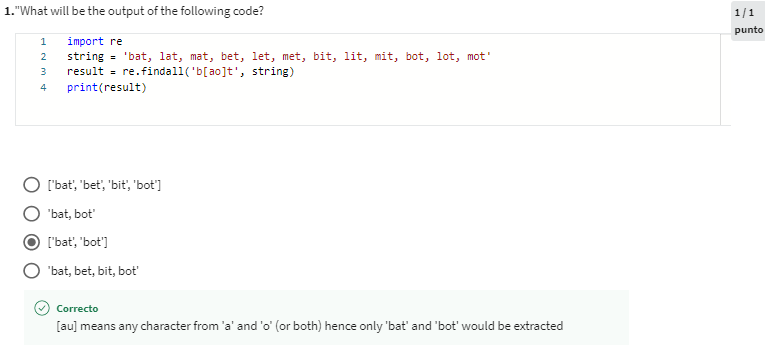 1."What will be the output of the following code?
1 / 1
punto
1 import re
2 string = 'bat, lat, mat, bet, let, met, bit, lit, mit, bot, lot, mot'
3 result = re.findall('b[ao]t', string)
4 print(result)
['bat', 'bet', 'bit', 'bot']
'bat, bot'
['bat', 'bot']
'bat, bet, bit, bot'
Correcto
[au] means any character from 'a' and 'o' (or both) hence only 'bat' and 'bot' would be extracted